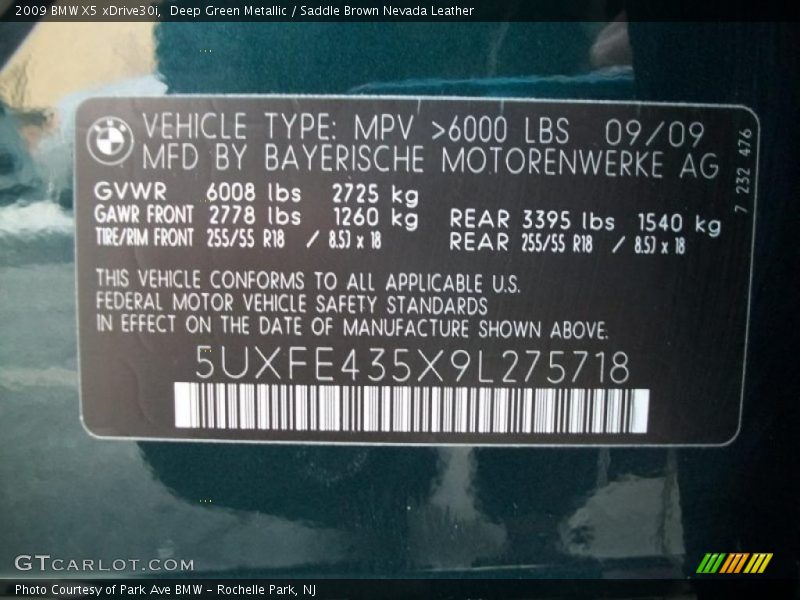 2009 BMW X5 xDrive30i, Deep Green Metallic / Saddle Brown Nevada Leather
BMW
VEHICLE TYPE: MPV >6000 LBS 09/09
MFD BY BAYERISCHE MOTORENWERKE AG
7 232 476
GVWR 6008 lbs 2725 kg
GAWR FRONT 2778 lbs 1260 kg REAR 3395 lbs 1540 kg
TIRE/RIM FRONT 255/55 R18 / 8.5J x 18 REAR 255/55 R18 / 8.5J x 18
THIS VEHICLE CONFORMS TO ALL APPLICABLE U.S.
FEDERAL MOTOR VEHICLE SAFETY STANDARDS
IN EFFECT ON THE DATE OF MANUFACTURE SHOWN ABOVE.
5UXFE435X9L275718
GTCARLOT.COM
Photo Courtesy of Park Ave BMW - Rochelle Park, NJ